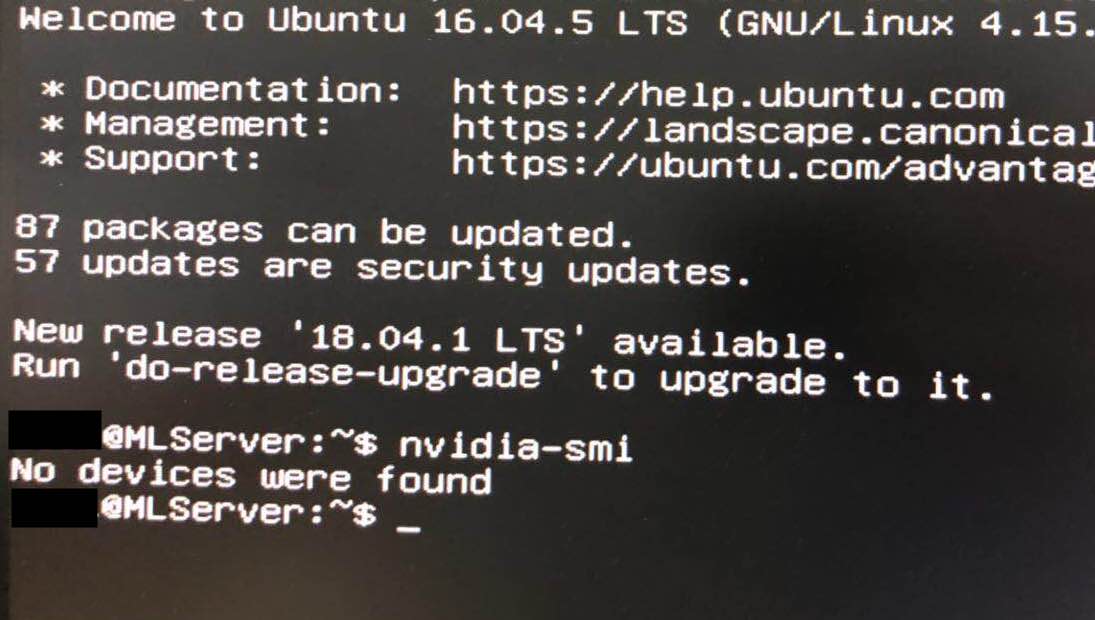 Welcome to Ubuntu 16.04.5 LTS (GNU/Linux 4.15.
* Documentation: https://help.ubuntu.com
* Management: https://landscape.canonical
* Support: https://ubuntu.com/advantag
87 packages can be updated.
57 updates are security updates.
New release '18.04.1 LTS' available.
Run 'do-release-upgrade' to upgrade to it.
@MLServer:~$ nvidia-smi
No devices were found
@MLServer:~$ _